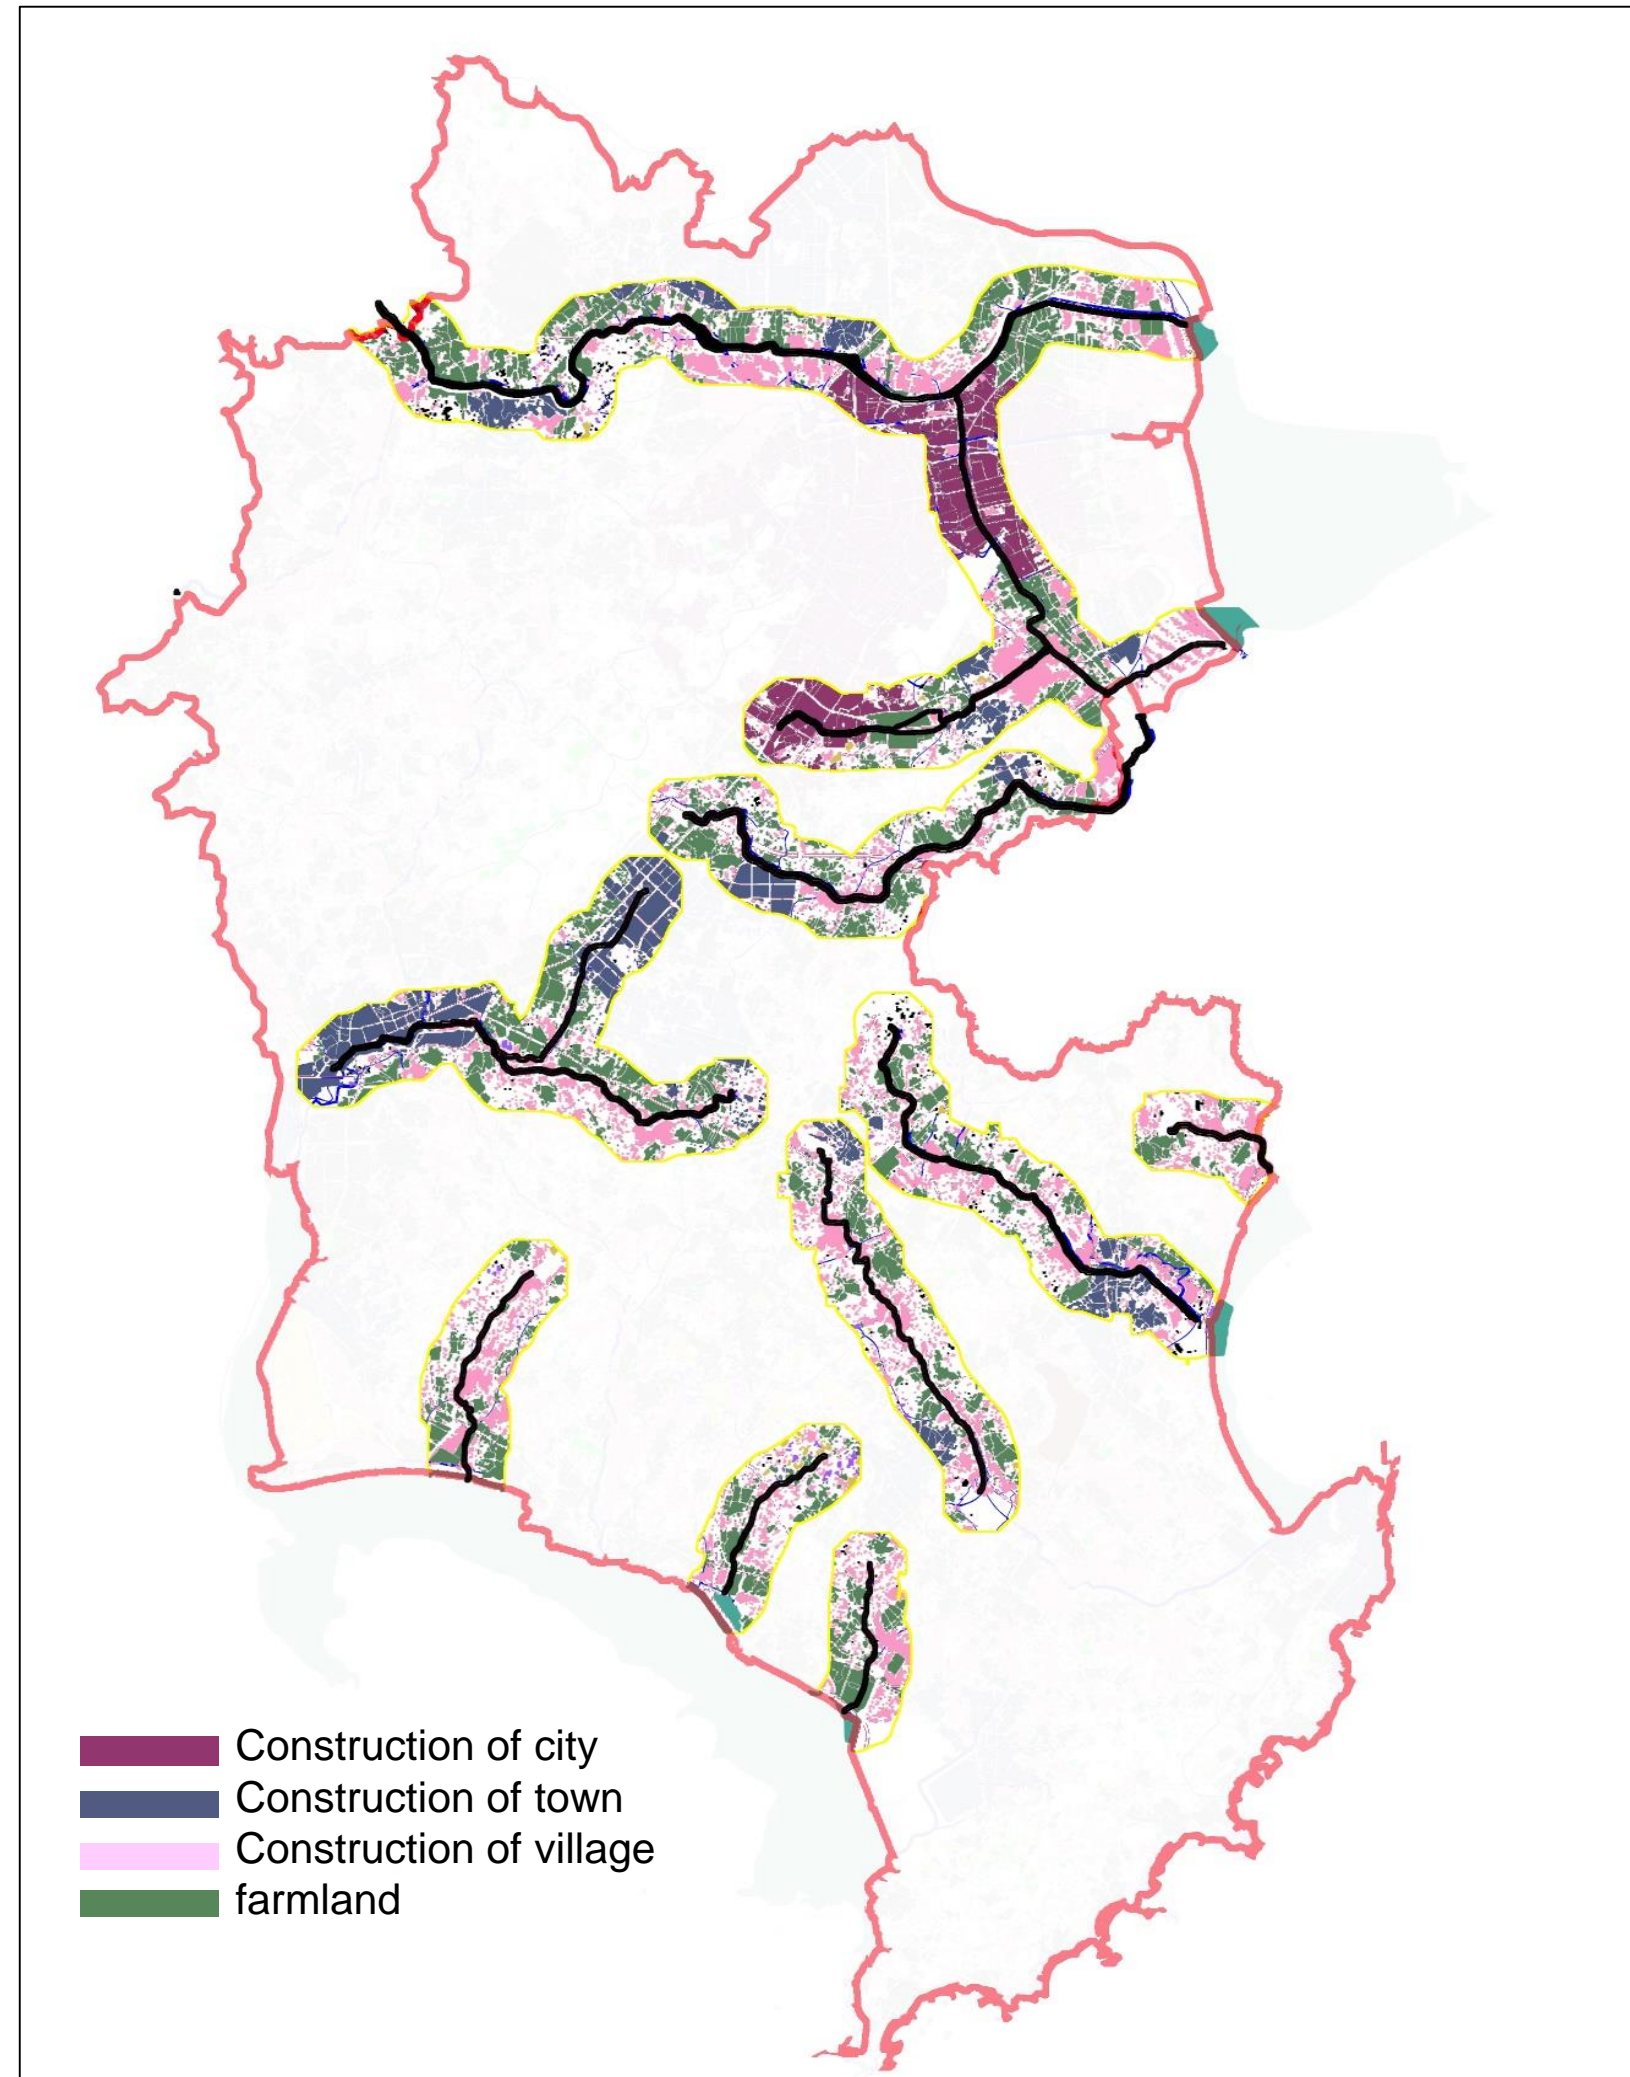 Construction of city
Construction of town
Construction of village
farmland